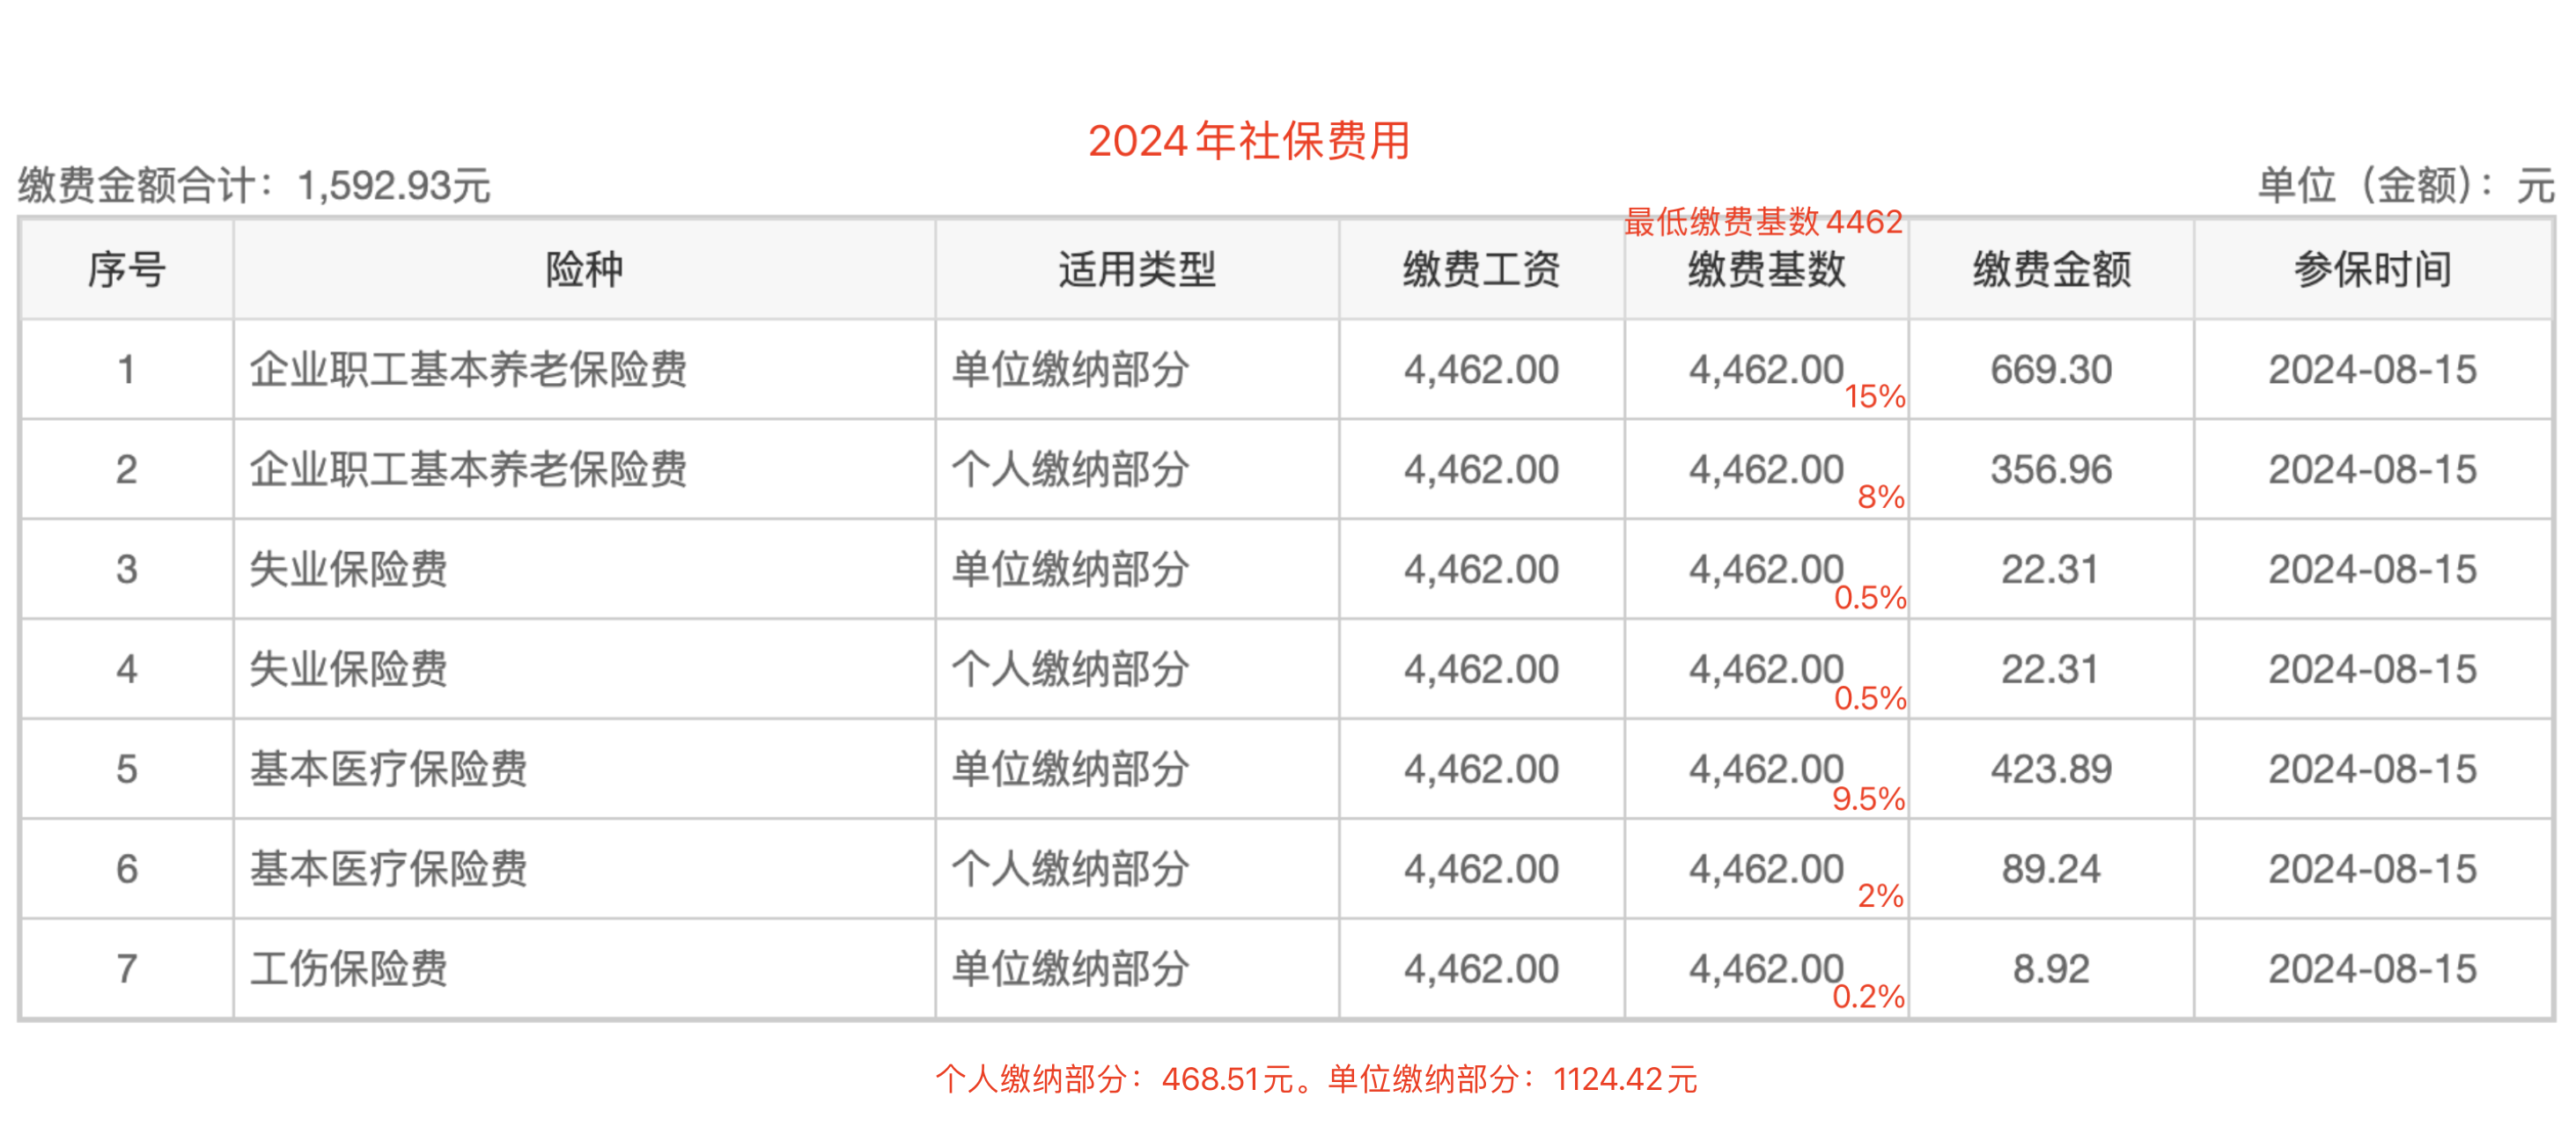 2024年社保费用
缴费金额合计：1,592.93元 单位（金额）：元
最低缴费基数4462
序号 险种 适用类型 缴费工资 缴费基数 缴费金额 参保时间
1 企业职工基本养老保险费 单位缴纳部分 4,462.00 4,462.00 15% 669.30 2024-08-15
2 企业职工基本养老保险费 个人缴纳部分 4,462.00 4,462.00 8% 356.96 2024-08-15
3 失业保险费 单位缴纳部分 4,462.00 4,462.00 0.5% 22.31 2024-08-15
4 失业保险费 个人缴纳部分 4,462.00 4,462.00 0.5% 22.31 2024-08-15
5 基本医疗保险费 单位缴纳部分 4,462.00 4,462.00 9.5% 423.89 2024-08-15
6 基本医疗保险费 个人缴纳部分 4,462.00 4,462.00 2% 89.24 2024-08-15
7 工伤保险费 单位缴纳部分 4,462.00 4,462.00 0.2% 8.92 2024-08-15
个人缴纳部分：468.51元。单位缴纳部分：1124.42元